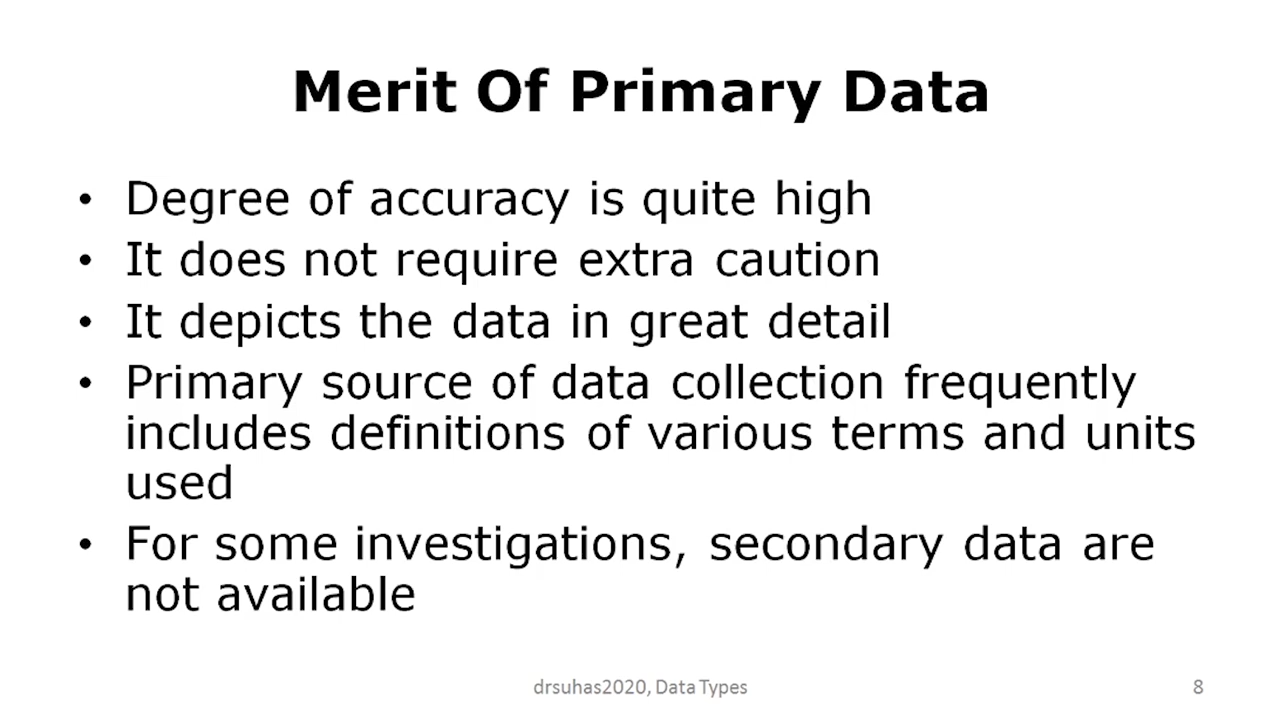 Merit Of Primary Data
• Degree of accuracy is quite high
• It does not require extra caution
• It depicts the data in great detail
• Primary source of data collection frequently
includes definitions of various terms and units
used
• For some investigations, secondary data are
not available
drsuhas2020, Data Types
8